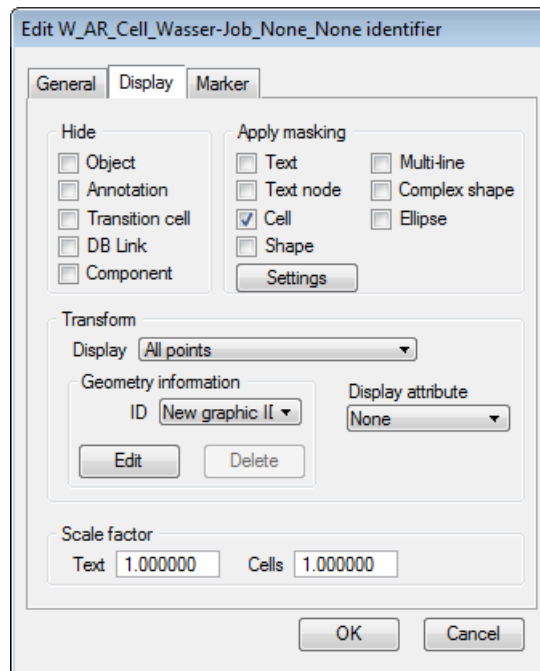 Edit W_AR_Cell_Wasser-Job_None_None identifier
General Display Marker
Hide
Object
Annotation
Transition cell
DB Link
Component
Apply masking
Text
Text node
Cell
Shape
Multi-line
Complex shape
Ellipse
Settings
Transform
Display All points
Geometry information
ID New graphic I[
Edit Delete
Display attribute
None
Scale factor
Text 1.000000 Cells 1.000000
OK Cancel